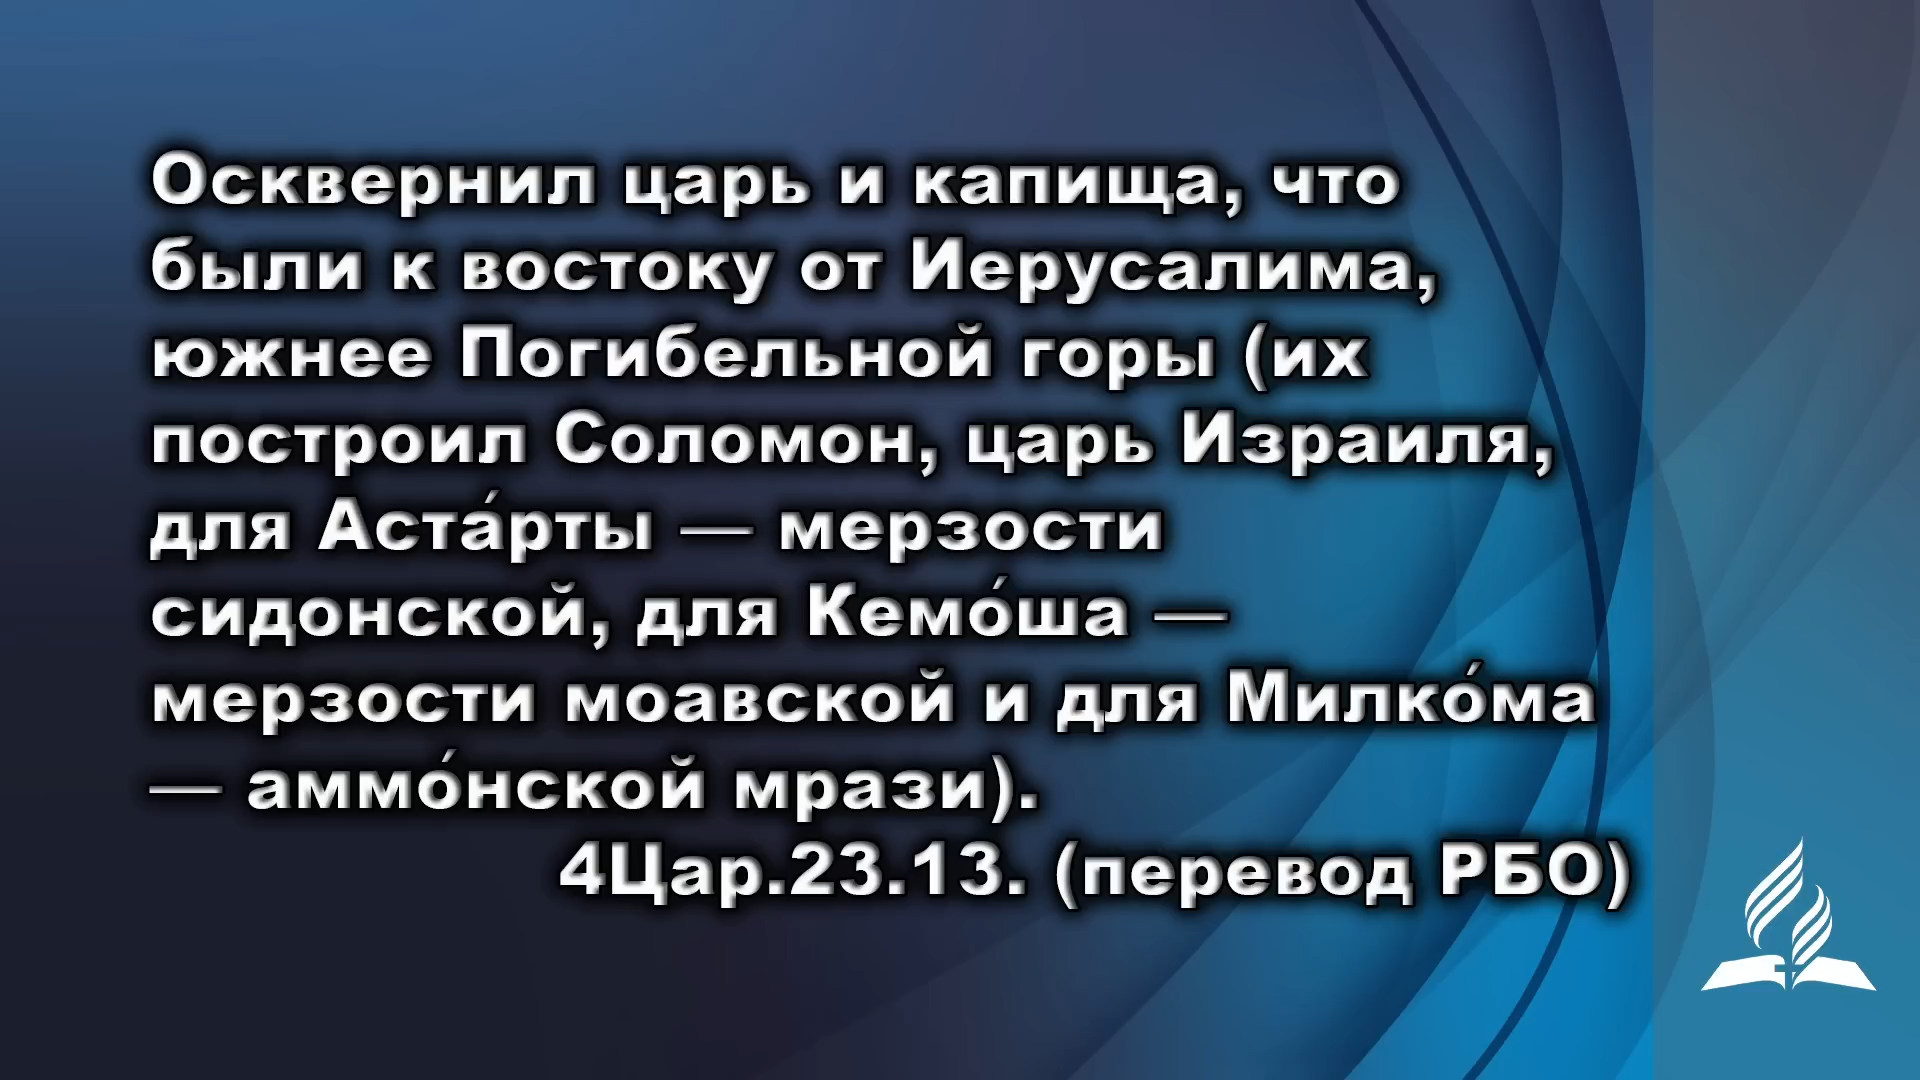 Осквернил царь и капища, что
были к востоку от Иерусалима,
южнее Погибельной горы (их
построил Соломон, царь Израиля,
для Аста́рты — мерзости
сидонской, для Кемо́ша —
мерзости моавской и для Милко́ма
— аммо́нской мрази).
4Цар.23.13. (перевод РБО)